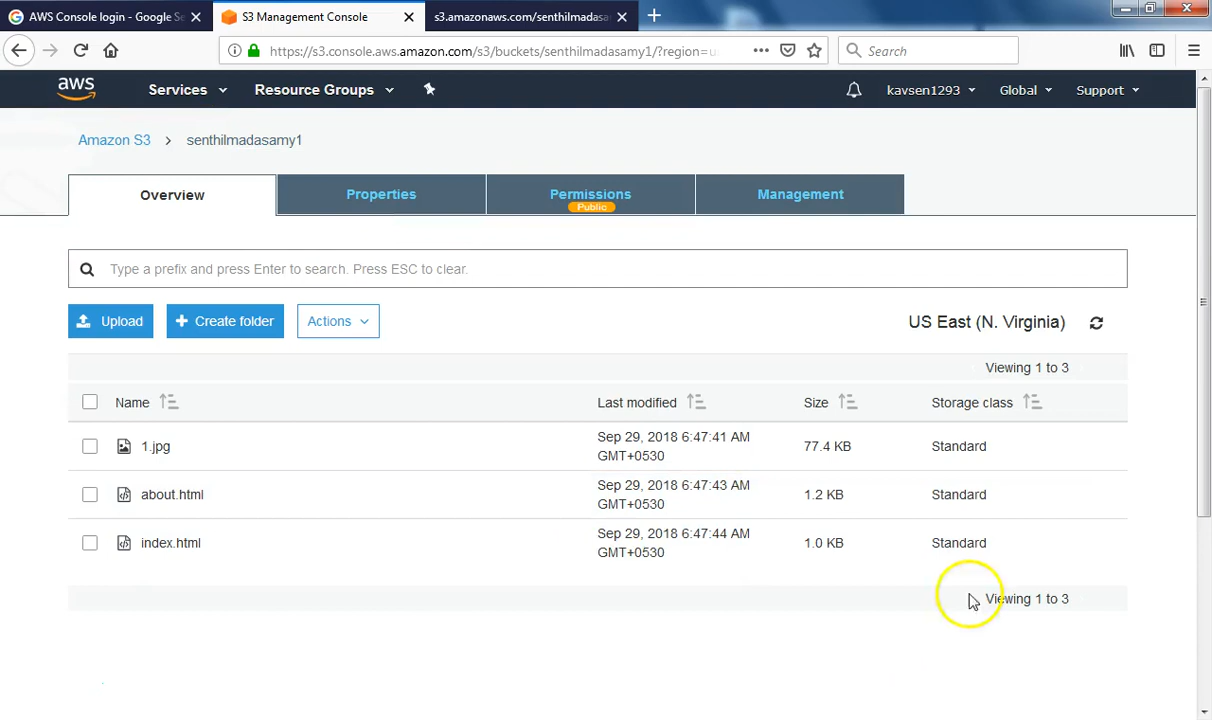 AWS Console login - Google Se
S3 Management Console
s3.amazonaws.com/senthilmadasa
https://s3.console.aws.amazon.com/s3/buckets/senthilmadasamy1/?region=u
Search
aws
Services
Resource Groups
kavsen1293
Global
Support
Amazon S3
senthilmadasamy1
Overview
Properties
Permissions
Public
Management
Type a prefix and press Enter to search. Press ESC to clear.
Upload
Create folder
Actions
US East (N. Virginia)
Viewing 1 to 3
Name
Last modified
Size
Storage class
1.jpg
Sep 29, 2018 6:47:41 AM
GMT+0530
77.4 KB
Standard
about.html
Sep 29, 2018 6:47:43 AM
GMT+0530
1.2 KB
Standard
index.html
Sep 29, 2018 6:47:44 AM
GMT+0530
1.0 KB
Standard
Viewing 1 to 3